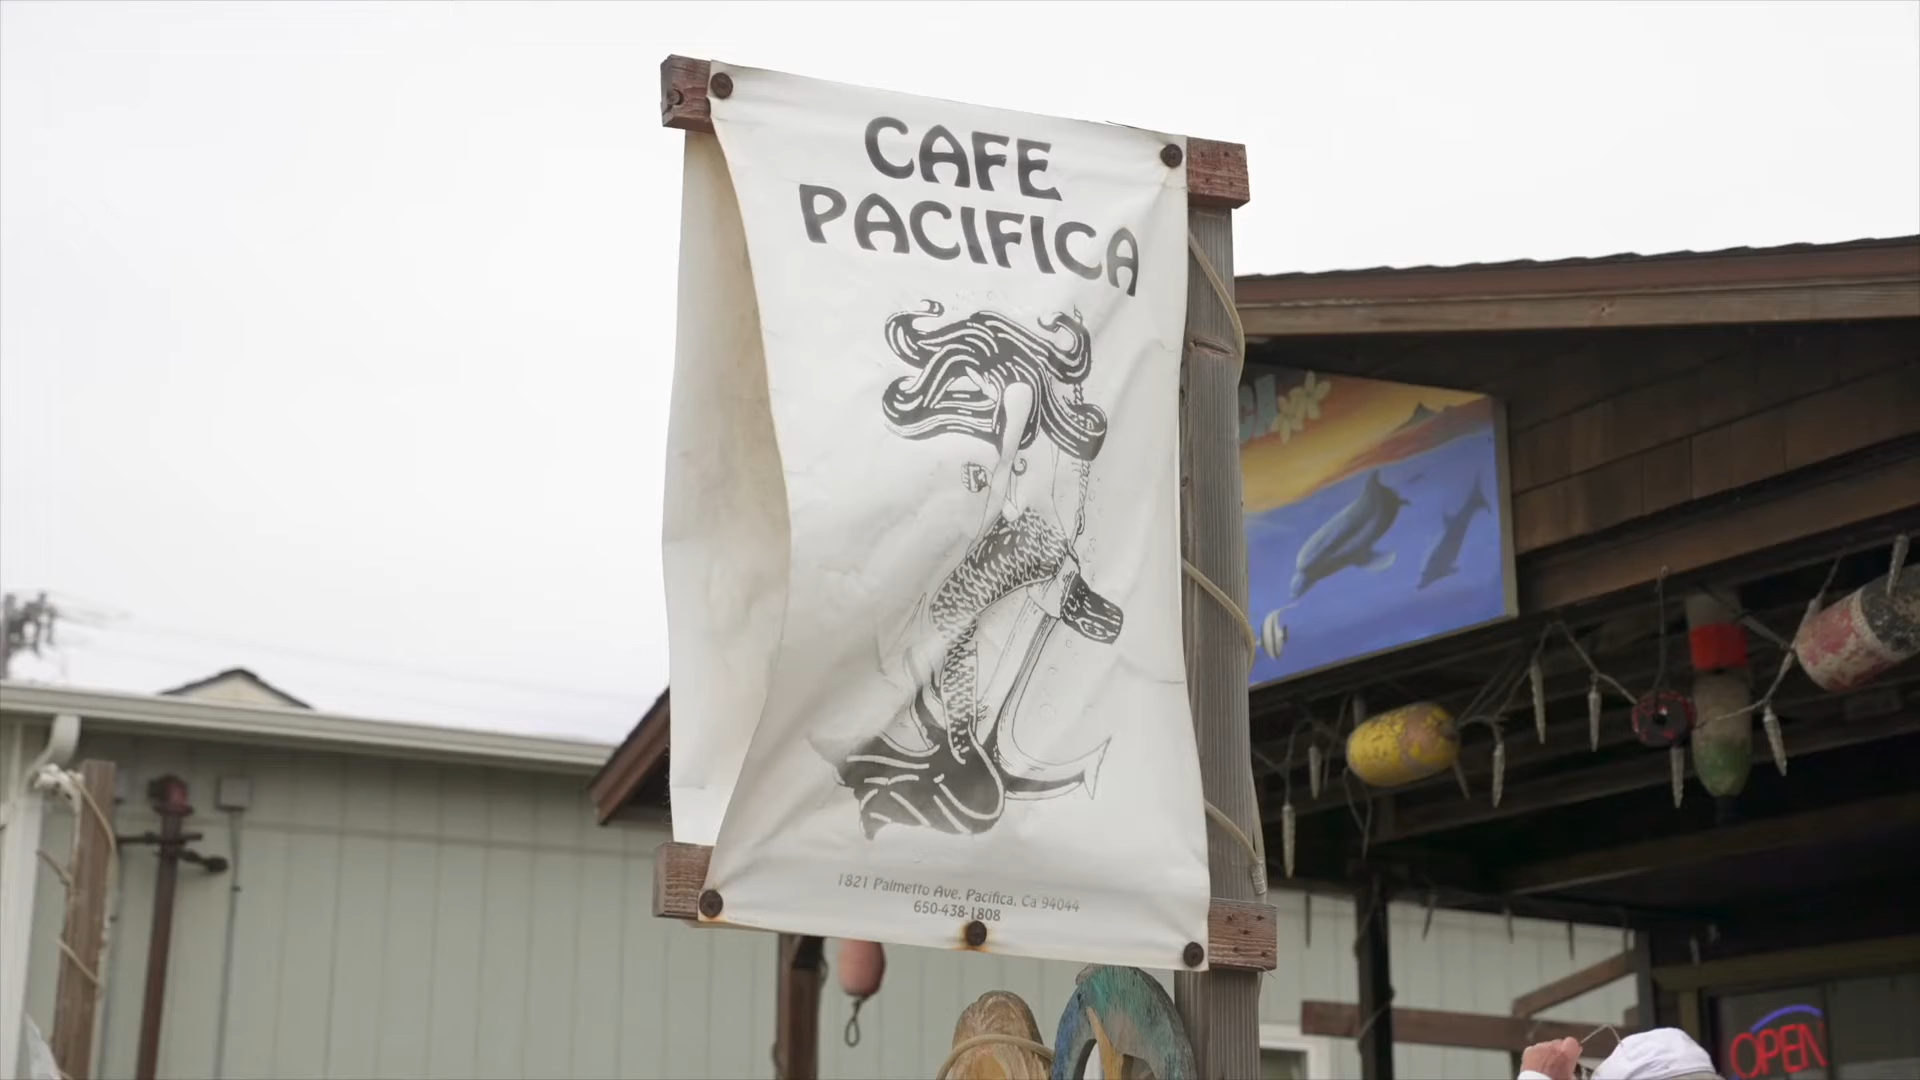 CAFE
PACIFICA
1821 Palmetto Ave, Pacifica, Ca 94044
650-438-1808
OPEN